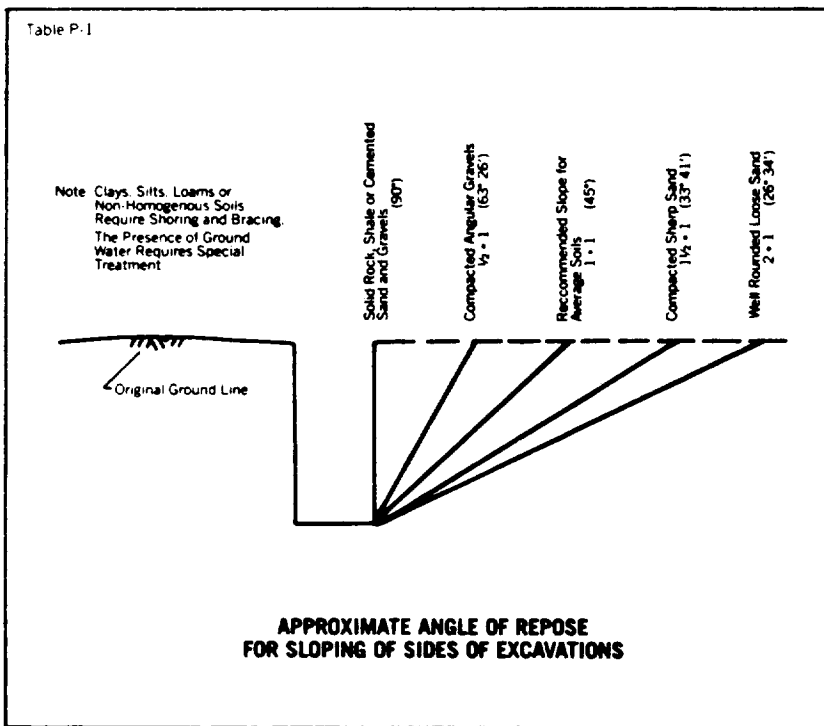 Table P-1
Note Clays, Silts, Loams or
Non-Homogenous Soils
Require Shoring and Bracing.
The Presence of Ground
Water Requires Special
Treatment
Original Ground Line
Solid Rock, Shale or Cemented
Sand and Gravels (90°)
Compacted Angular Gravels
½ • 1 (63° 26')
Reccommended Slope for
Average Soils
1 • 1 (45°)
Compacted Sharp Sand
1½ • 1 (33° 41')
Well Rounded Loose Sand
2 • 1 (26° 34')
APPROXIMATE ANGLE OF REPOSE
FOR SLOPING OF SIDES OF EXCAVATIONS